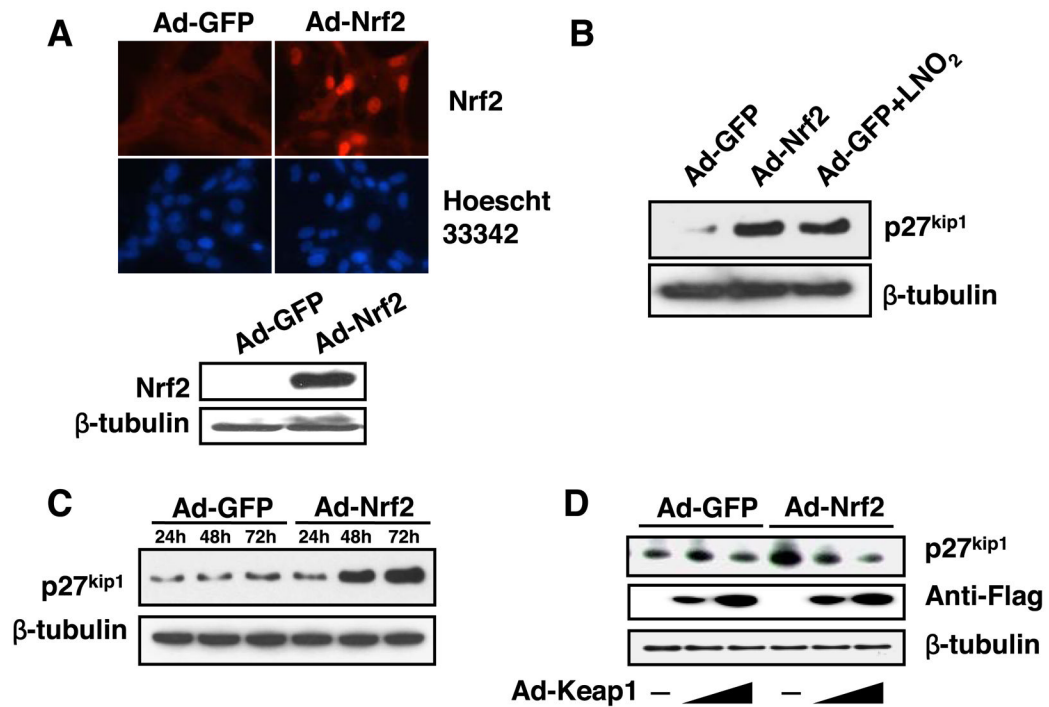 A
Ad-GFP Ad-Nrf2
Nrf2
Hoescht
33342
Ad-GFP
Ad-Nrf2
Nrf2
β-tubulin
B
Ad-GFP
Ad-Nrf2
Ad-GFP+LNO₂
p27ᵏⁱᵖ¹
β-tubulin
C
Ad-GFP Ad-Nrf2
24h 48h 72h 24h 48h 72h
p27ᵏⁱᵖ¹
β-tubulin
D
Ad-GFP Ad-Nrf2
p27ᵏⁱᵖ¹
Anti-Flag
β-tubulin
Ad-Keap1 – –